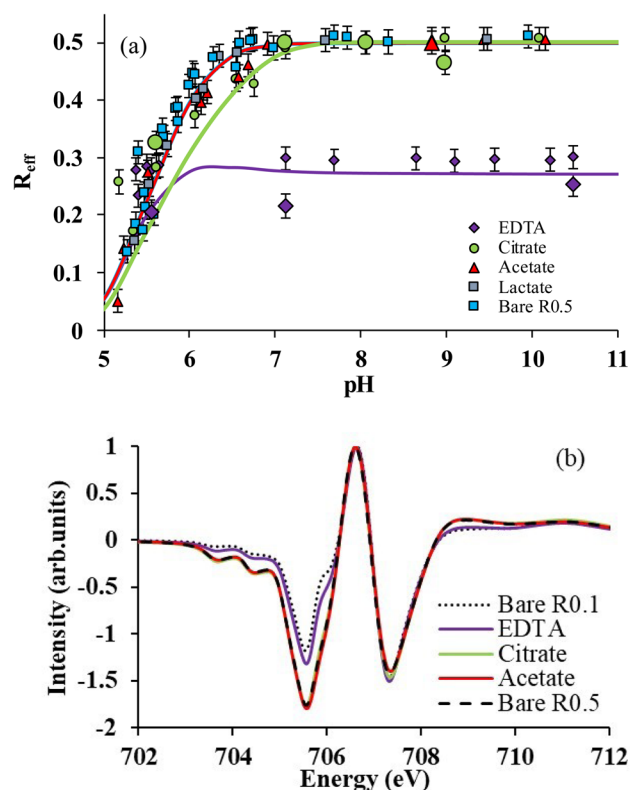 (a)
R_eff
0.5
0.4
0.3
0.2
0.1
0
EDTA
Citrate
Acetate
Lactate
Bare R0.5
5 6 7 8 9 10 11
pH
(b)
Intensity (arb.units)
1
0.5
0
-0.5
-1
-1.5
-2
Bare R0.1
EDTA
Citrate
Acetate
Bare R0.5
702 704 706 708 710 712
Energy (eV)